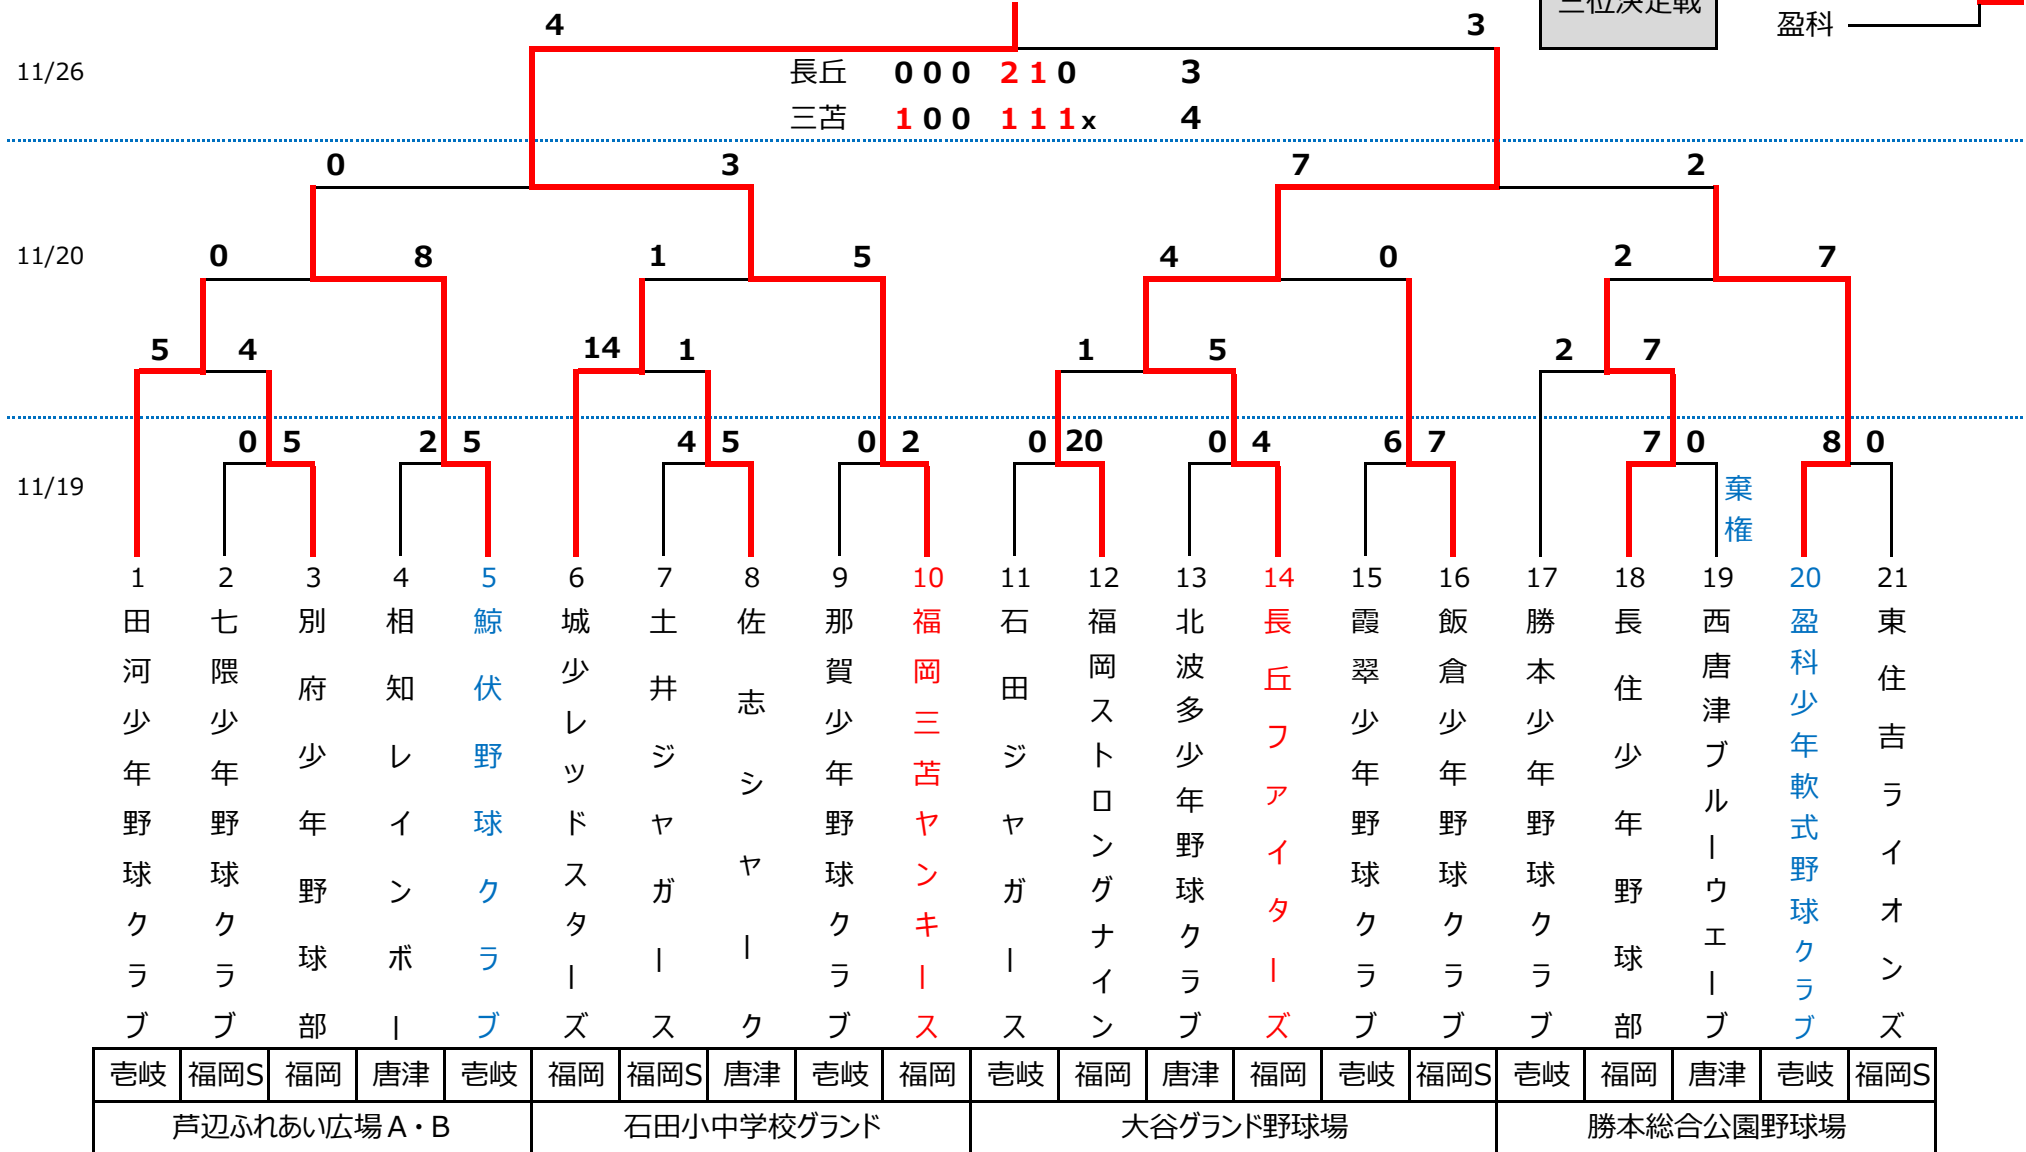 三位決定戦
盈科
4 3
11/26
長丘 0 0 0 2 1 0 3
三苫 1 0 0 1 1 1 x 4
0 3 7 2
11/20
0 8 1 5 4 0 2 7
5 4 14 1 1 5 2 7
11/19
0 5 2 5 4 5 0 2 0 20 0 4 6 7 7 0 8 0
棄権
1 2 3 4 5 6 7 8 9 10 11 12 13 14 15 16 17 18 19 20 21
田河少年野球クラブ
七隈少年野球クラブ
別府少年野球部
相知レインボー
鯨伏野球クラブ
城少レッドスターズ
土井ジャガース
佐志シャーク
那賀少年野球クラブ
福岡三苫ヤンキース
石田ジャガース
福岡ストロングナイン
北波多少年野球クラブ
長丘ファイターズ
霞翠少年野球クラブ
飯倉少年野球クラブ
勝本少年野球クラブ
長住少年野球部
西唐津ブルーウエーブ
盈科少年軟式野球クラブ
東住吉ライオンズ
壱岐 福岡S 福岡 唐津 壱岐 福岡 福岡S 唐津 壱岐 福岡 壱岐 福岡 唐津 福岡 壱岐 福岡S 壱岐 福岡 唐津 壱岐 福岡S
芦辺ふれあい広場A・B 石田小中学校グランド 大谷グランド野球場 勝本総合公園野球場